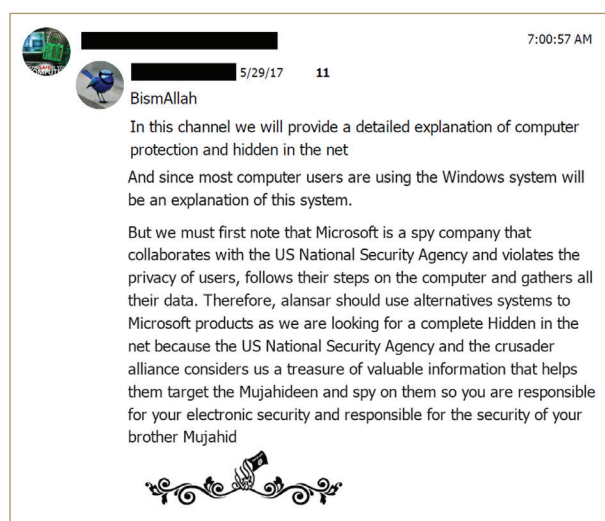 7:00:57 AM
5/29/17 11
BismAllah
In this channel we will provide a detailed explanation of computer
protection and hidden in the net
And since most computer users are using the Windows system will
be an explanation of this system.
But we must first note that Microsoft is a spy company that
collaborates with the US National Security Agency and violates the
privacy of users, follows their steps on the computer and gathers all
their data. Therefore, alansar should use alternatives systems to
Microsoft products as we are looking for a complete Hidden in the
net because the US National Security Agency and the crusader
alliance considers us a treasure of valuable information that helps
them target the Mujahideen and spy on them so you are responsible
for your electronic security and responsible for the security of your
brother Mujahid